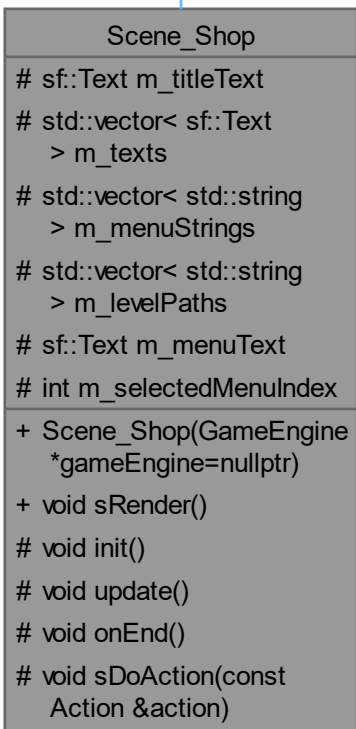 Scene_Shop
# sf::Text m_titleText
# std::vector< sf::Text
> m_texts
# std::vector< std::string
> m_menuStrings
# std::vector< std::string
> m_levelPaths
# sf::Text m_menuText
# int m_selectedMenuIndex
+ Scene_Shop(GameEngine
*gameEngine=nullptr)
+ void sRender()
# void init()
# void update()
# void onEnd()
# void sDoAction(const
Action &action)